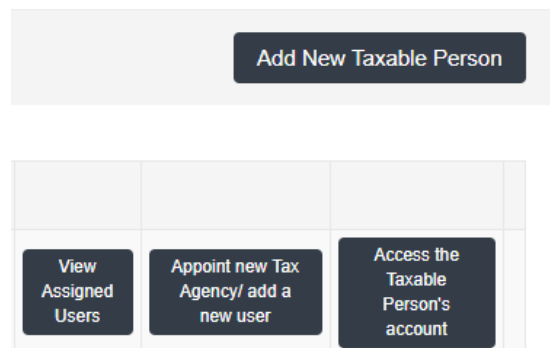 Add New Taxable Person
View
Assigned
Users
Appoint new Tax
Agency/ add a
new user
Access the
Taxable
Person's
account